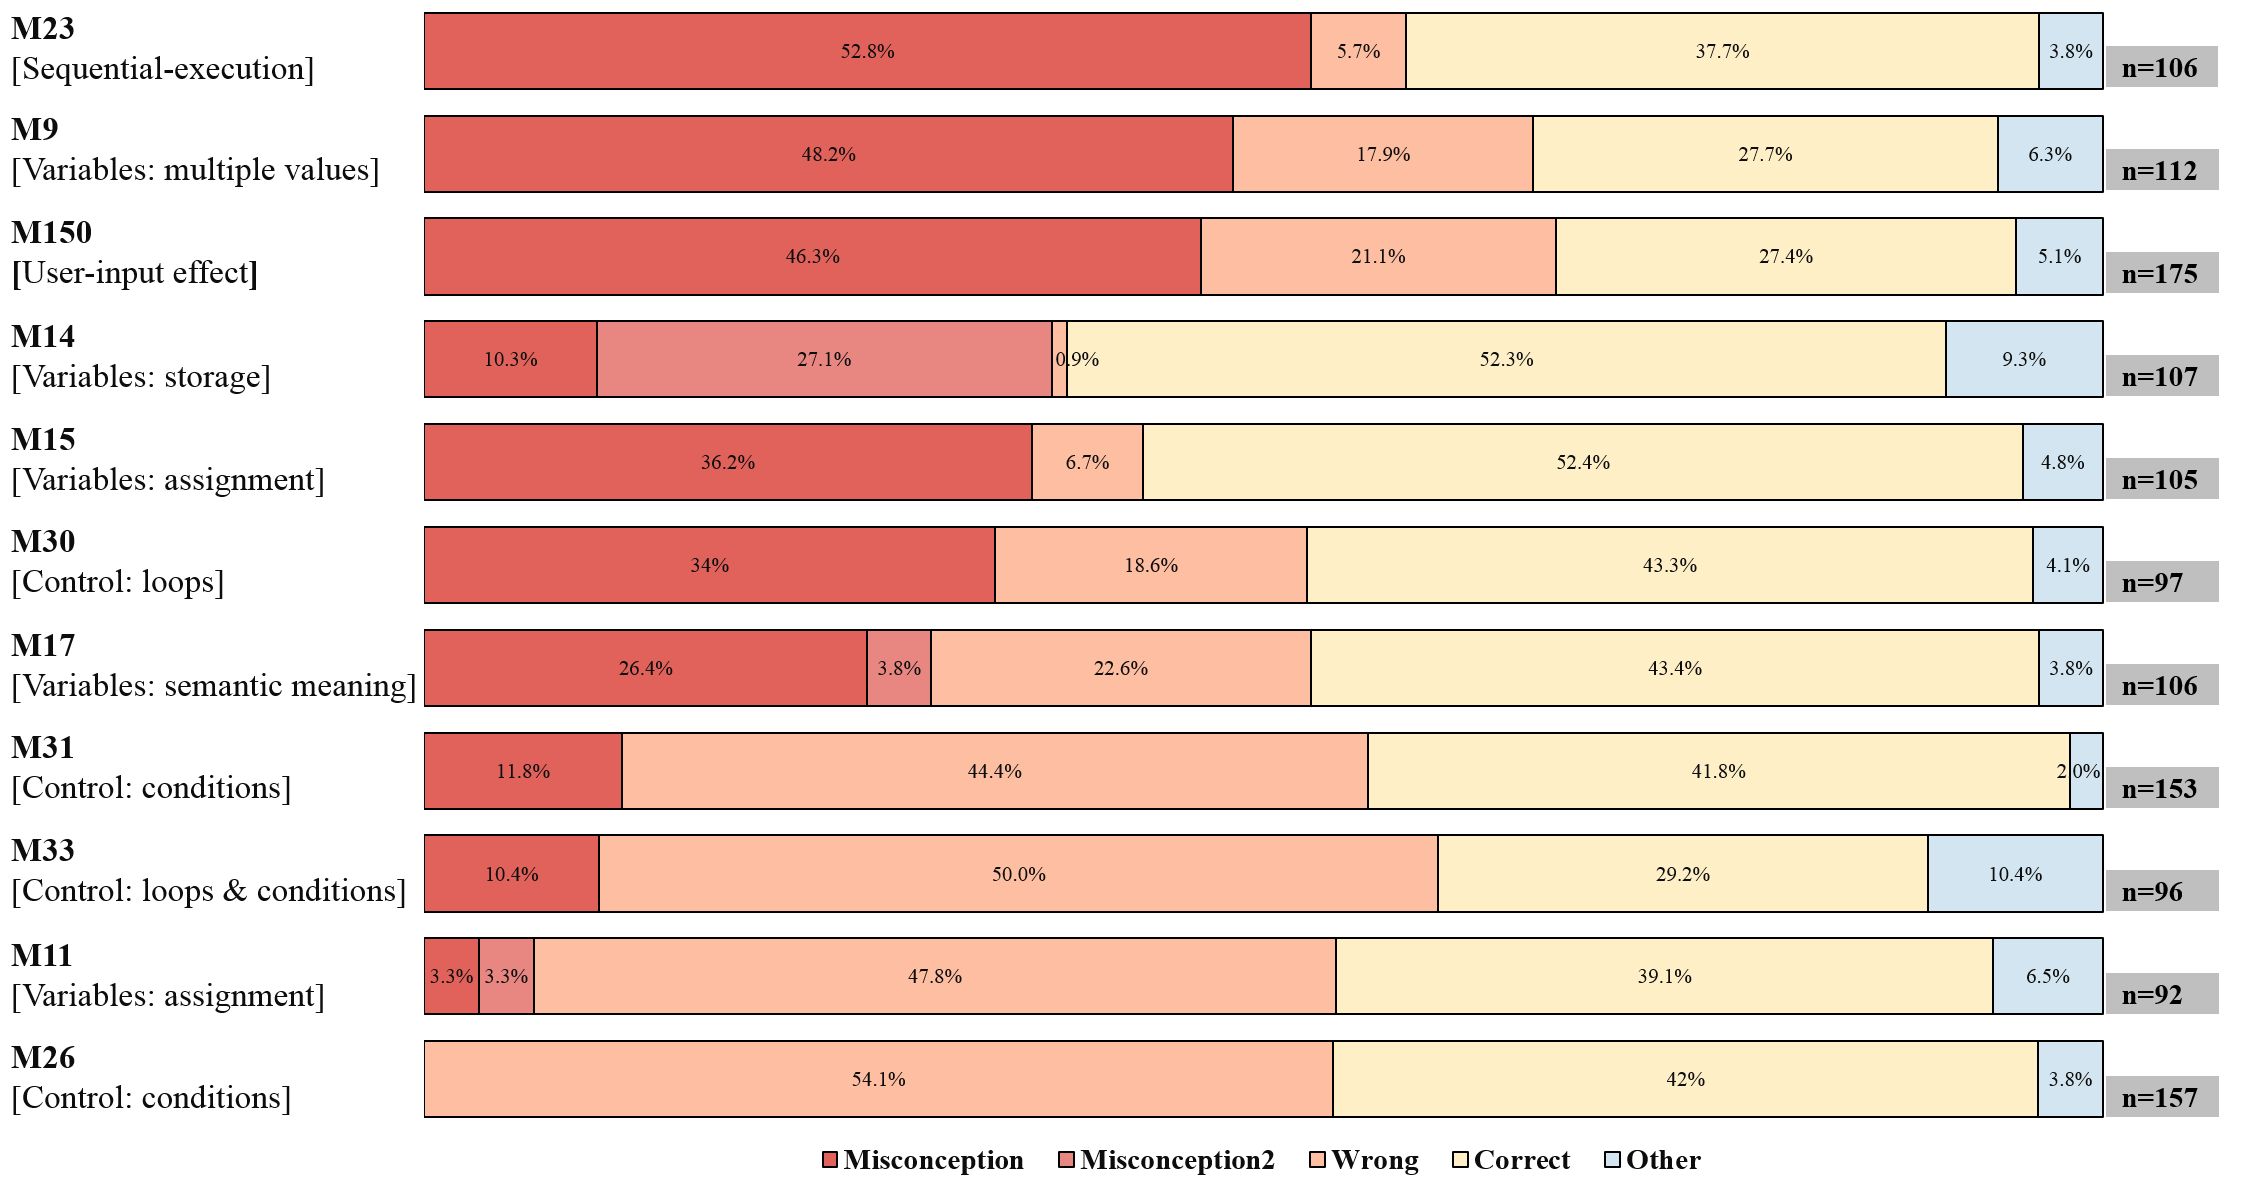 M23
[Sequential-execution]
52.8% 5.7% 37.7% 3.8%
n=106
M9
[Variables: multiple values]
48.2% 17.9% 27.7% 6.3%
n=112
M150
[User-input effect]
46.3% 21.1% 27.4% 5.1%
n=175
M14
[Variables: storage]
10.3% 27.1% 0.9% 52.3% 9.3%
n=107
M15
[Variables: assignment]
36.2% 6.7% 52.4% 4.8%
n=105
M30
[Control: loops]
34% 18.6% 43.3% 4.1%
n=97
M17
[Variables: semantic meaning]
26.4% 3.8% 22.6% 43.4% 3.8%
n=106
M31
[Control: conditions]
11.8% 44.4% 41.8% 2.0%
n=153
M33
[Control: loops & conditions]
10.4% 50.0% 29.2% 10.4%
n=96
M11
[Variables: assignment]
3.3% 3.3% 47.8% 39.1% 6.5%
n=92
M26
[Control: conditions]
54.1% 42% 3.8%
n=157
Misconception Misconception2 Wrong Correct Other